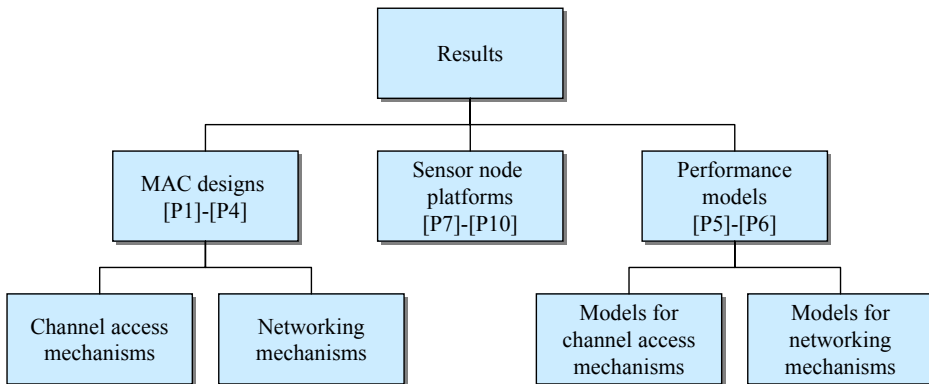 Results
MAC designs
[P1]-[P4]
Sensor node
platforms
[P7]-[P10]
Performance
models
[P5]-[P6]
Channel access
mechanisms
Networking
mechanisms
Models for
channel access
mechanisms
Models for
networking
mechanisms